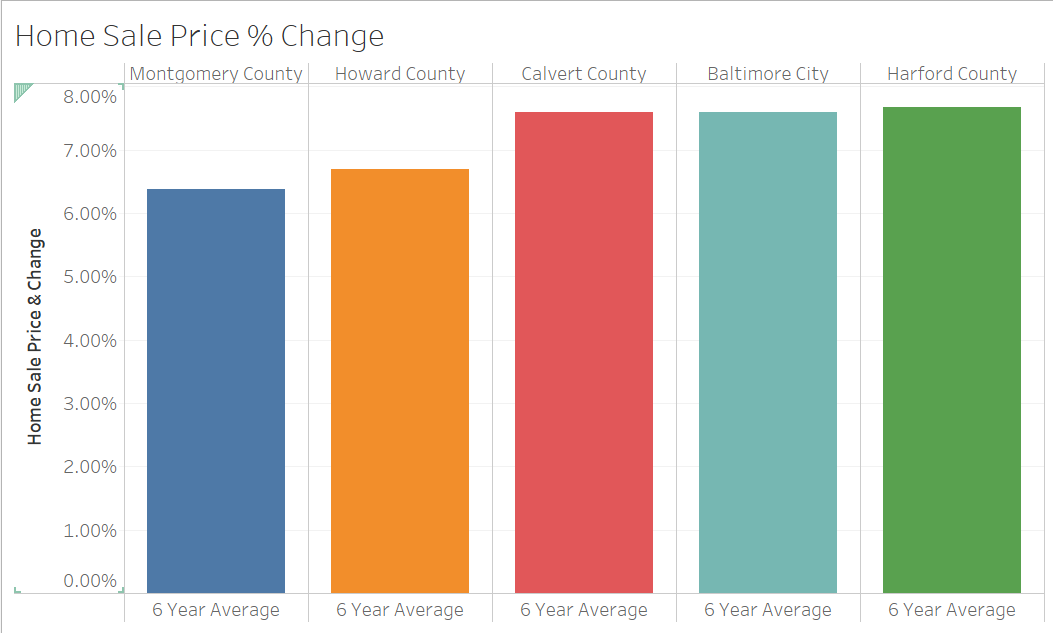 Home Sale Price % Change
Montgomery County Howard County Calvert County Baltimore City Harford County
8.00%
7.00%
6.00%
5.00%
4.00%
3.00%
2.00%
1.00%
0.00%
Home Sale Price & Change
6 Year Average 6 Year Average 6 Year Average 6 Year Average 6 Year Average